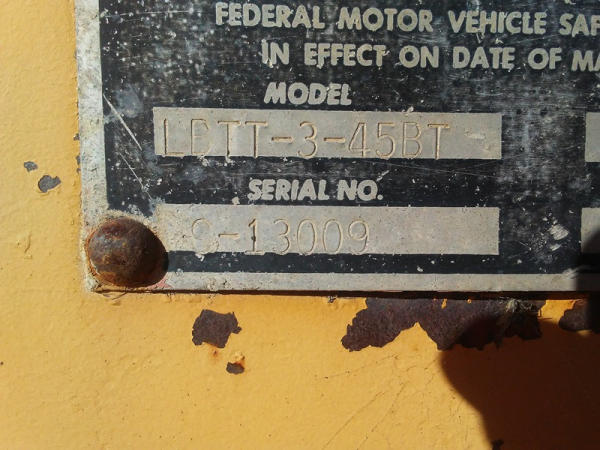 FEDERAL MOTOR VEHICLE SAF
IN EFFECT ON DATE OF MA
MODEL
LBTT-3-45BT
SERIAL NO.
S-13009